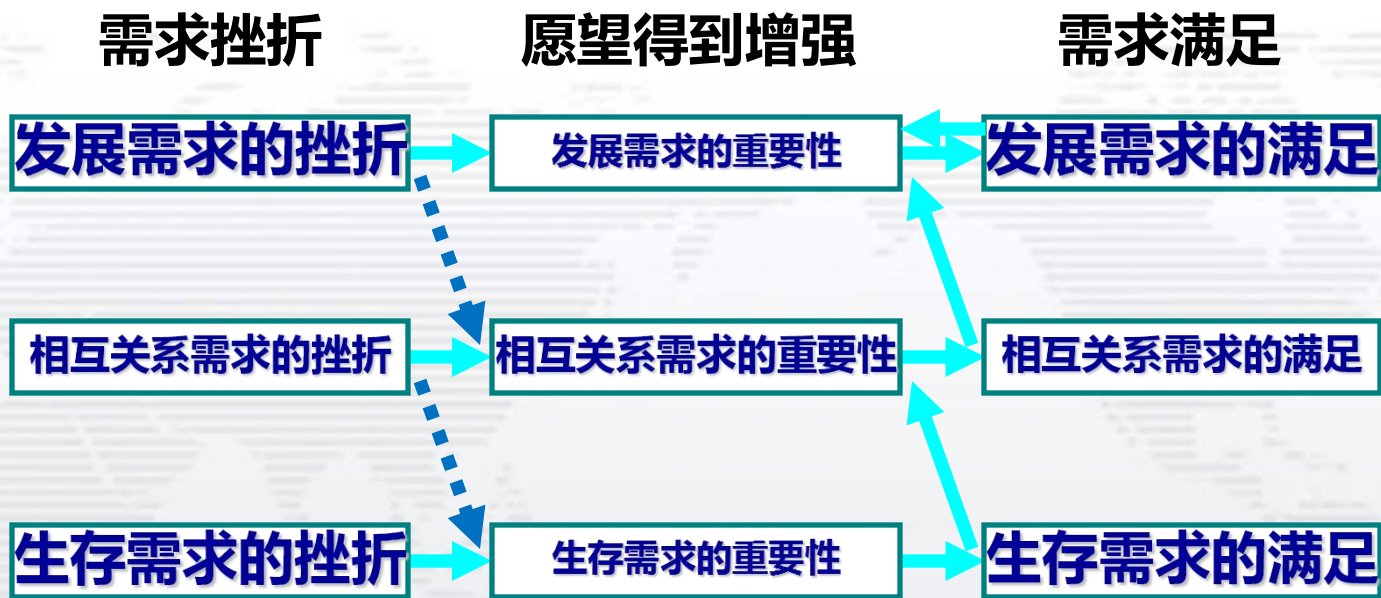 需求挫折
愿望得到增强
需求满足
发展需求的挫折
发展需求的重要性
发展需求的满足
相互关系需求的挫折
相互关系需求的重要性
相互关系需求的满足
生存需求的挫折
生存需求的重要性
生存需求的满足